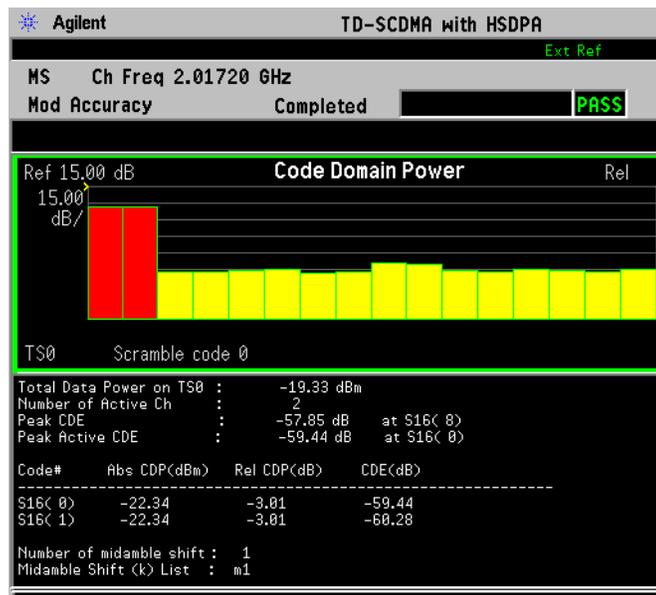 Agilent TD-SCDMA with HSDPA
Ext Ref
MS Ch Freq 2.01720 GHz
Mod Accuracy Completed PASS
Ref 15.00 dB Code Domain Power Rel
15.00
dB/
TS0 Scramble code 0
Total Data Power on TS0 : -19.33 dBm
Number of Active Ch : 2
Peak CDE : -57.85 dB at S16( 8)
Peak Active CDE : -59.44 dB at S16( 0)
Code# Abs CDP(dBm) Rel CDP(dB) CDE(dB)
S16( 0) -22.34 -3.01 -59.44
S16( 1) -22.34 -3.01 -60.28
Number of midamble shift : 1
Midamble Shift (k) List : m1